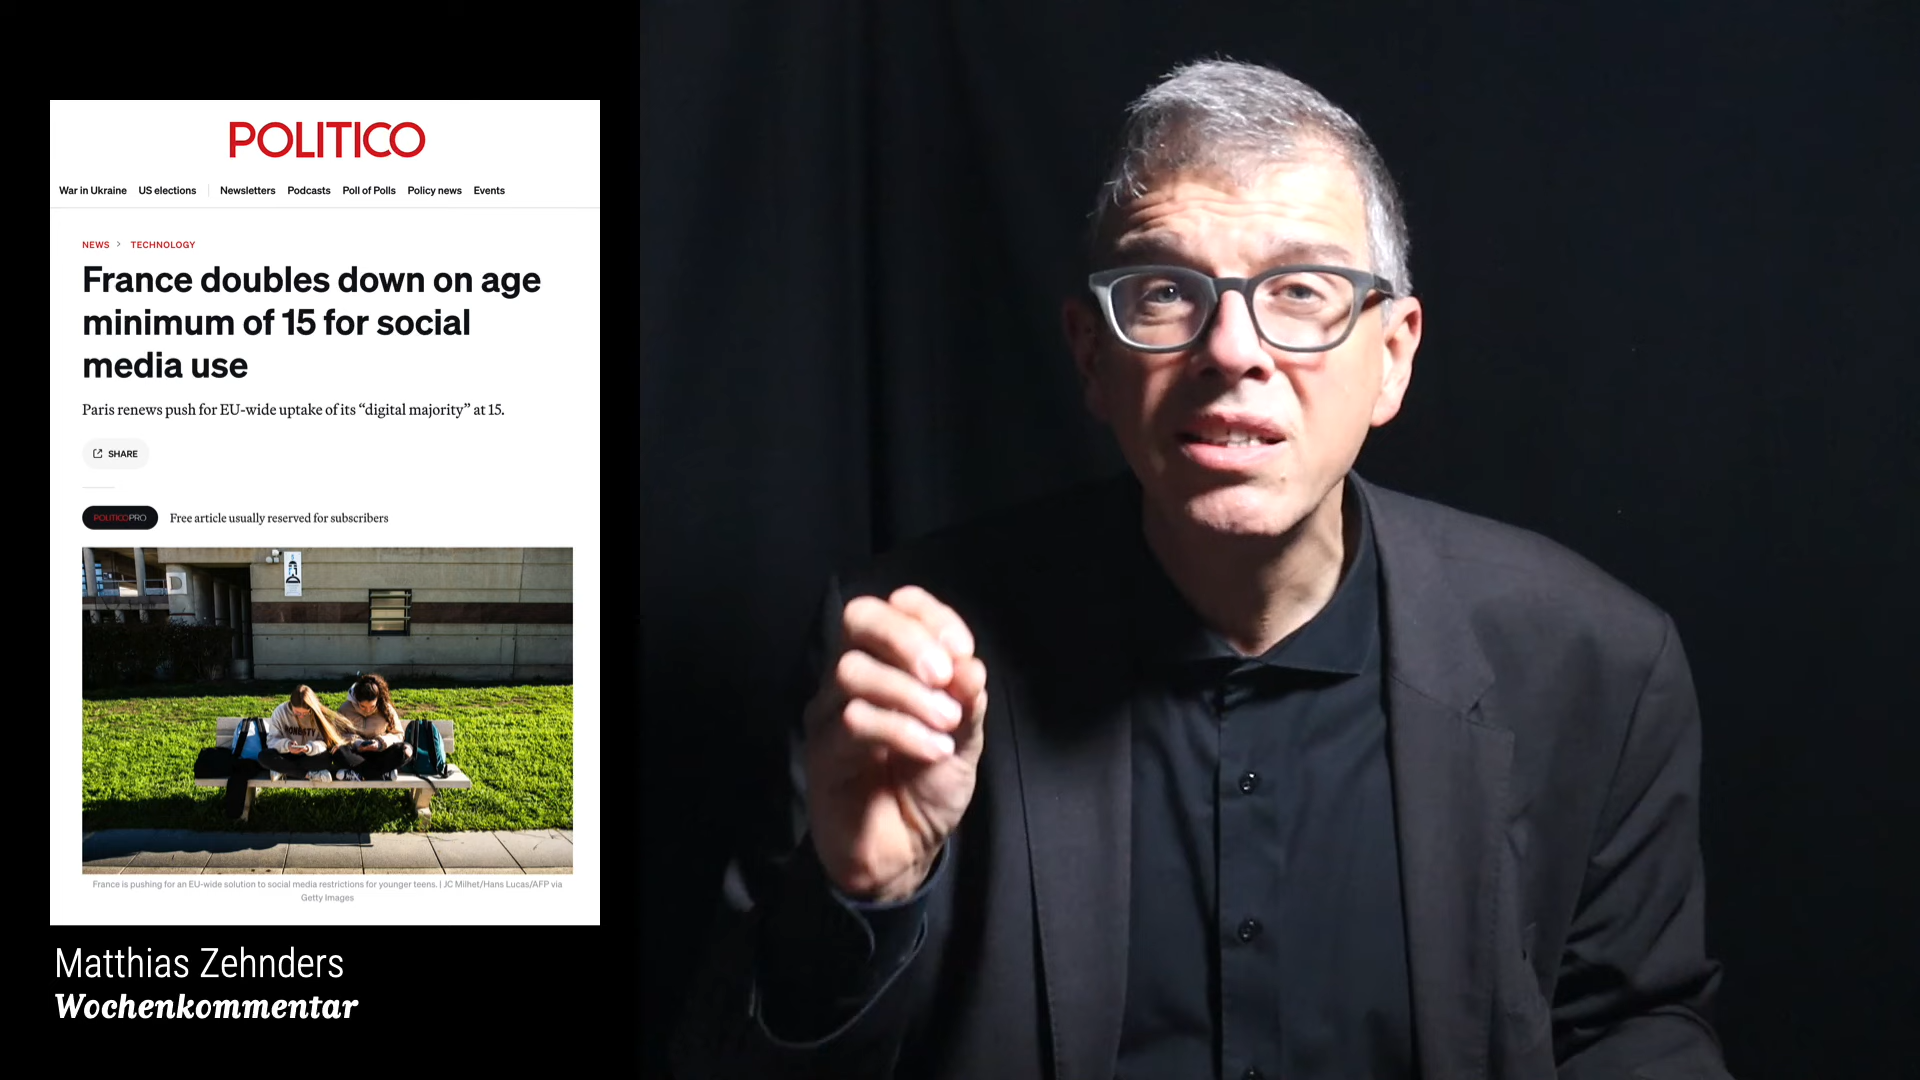 POLITICO
War in Ukraine US elections Newsletters Podcasts Poll of Polls Policy news Events
NEWS > TECHNOLOGY
France doubles down on age
minimum of 15 for social
media use
Paris renews push for EU-wide uptake of its “digital majority” at 15.
SHARE
POLITICOPRO Free article usually reserved for subscribers
HONESTY
France is pushing for an EU-wide solution to social media restrictions for younger teens. | JC Milhet/Hans Lucas/AFP via
Getty Images
Matthias Zehnders
Wochenkommentar